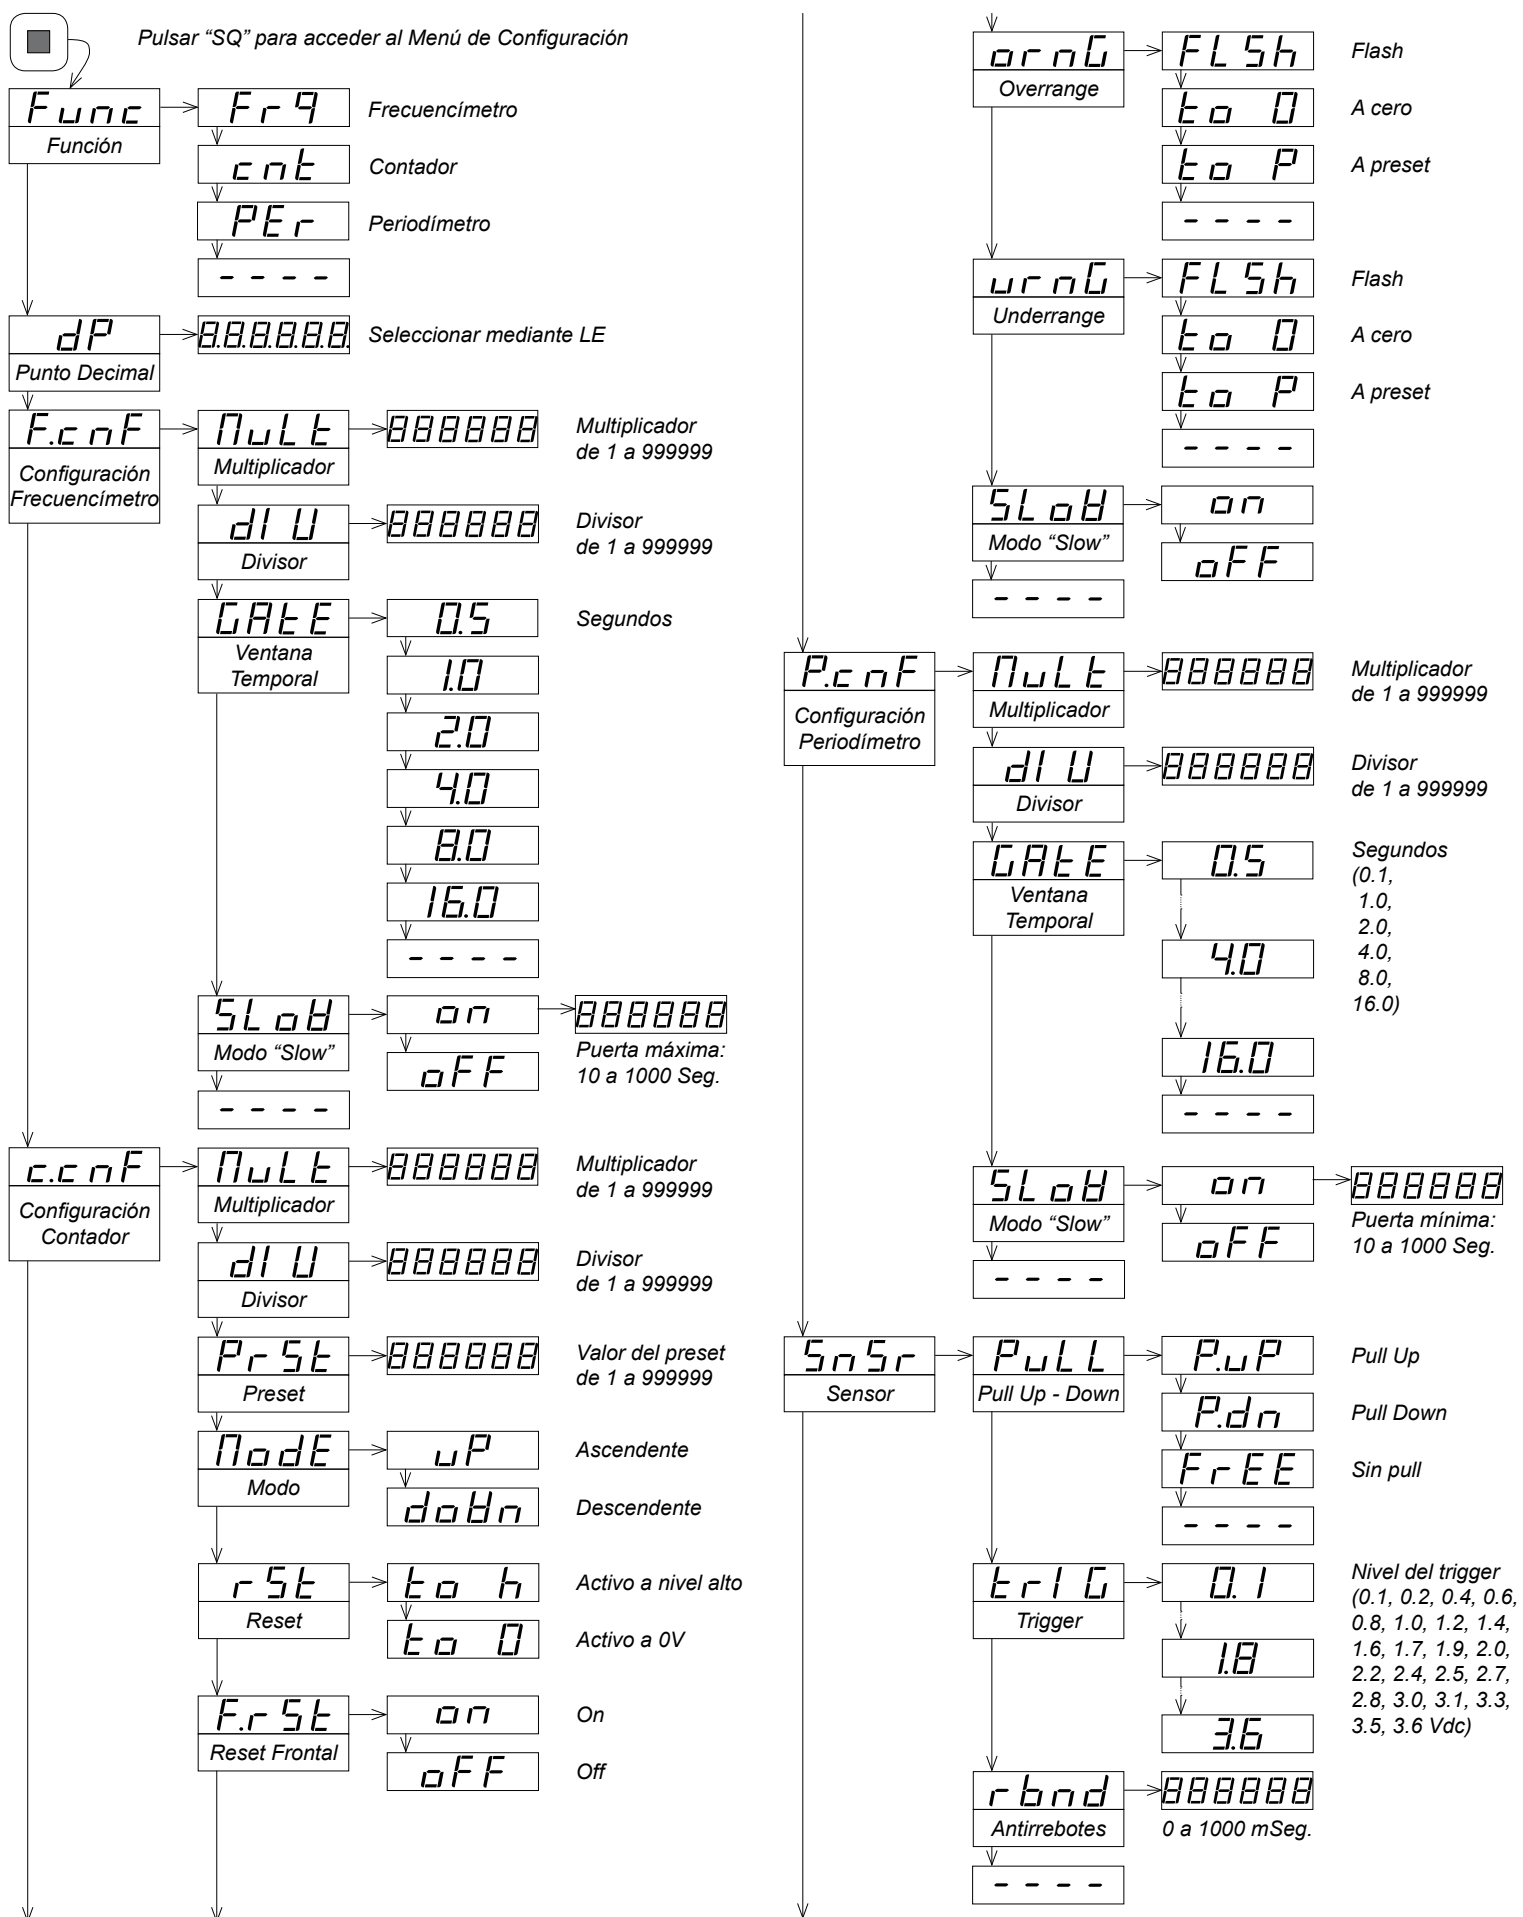 Pulsar “SQ” para acceder al Menú de Configuración
Func
Función
Frq
Frecuencímetro
cnt
Contador
PEr
Periodímetro
- - - -
dP
Punto Decimal
8.8.8.8.8.8.
Seleccionar mediante LE
F.cnF
Configuración
Frecuencímetro
MuLt
Multiplicador
888888
Multiplicador
de 1 a 999999
dIV
Divisor
888888
Divisor
de 1 a 999999
GAtE
Ventana
Temporal
0.5
Segundos
1.0
2.0
4.0
8.0
16.0
- - - -
SLoW
Modo “Slow”
on
888888
Puerta máxima:
10 a 1000 Seg.
oFF
- - - -
c.cnF
Configuración
Contador
MuLt
Multiplicador
888888
Multiplicador
de 1 a 999999
dIV
Divisor
888888
Divisor
de 1 a 999999
PrSt
Preset
888888
Valor del preset
de 1 a 999999
ModE
Modo
uP
Ascendente
doWn
Descendente
rSt
Reset
to h
Activo a nivel alto
to 0
Activo a 0V
F.rSt
Reset Frontal
on
On
oFF
Off
ornG
Overrange
FLSh
Flash
to 0
A cero
to P
A preset
- - - -
urnG
Underrange
FLSh
Flash
to 0
A cero
to P
A preset
- - - -
SLoW
Modo “Slow”
on
oFF
- - - -
P.cnF
Configuración
Periodímetro
MuLt
Multiplicador
888888
Multiplicador
de 1 a 999999
dIV
Divisor
888888
Divisor
de 1 a 999999
GAtE
Ventana
Temporal
0.5
4.0
16.0
- - - -
Segundos
(0.1,
1.0,
2.0,
4.0,
8.0,
16.0)
SLoW
Modo “Slow”
on
888888
Puerta mínima:
10 a 1000 Seg.
oFF
- - - -
SnSr
Sensor
PuLL
Pull Up - Down
P.uP
Pull Up
P.dn
Pull Down
FrEE
Sin pull
- - - -
trIG
Trigger
0.1
1.8
3.6
Nivel del trigger
(0.1, 0.2, 0.4, 0.6,
0.8, 1.0, 1.2, 1.4,
1.6, 1.7, 1.9, 2.0,
2.2, 2.4, 2.5, 2.7,
2.8, 3.0, 3.1, 3.3,
3.5, 3.6 Vdc)
rbnd
Antirrebotes
888888
0 a 1000 mSeg.
- - - -